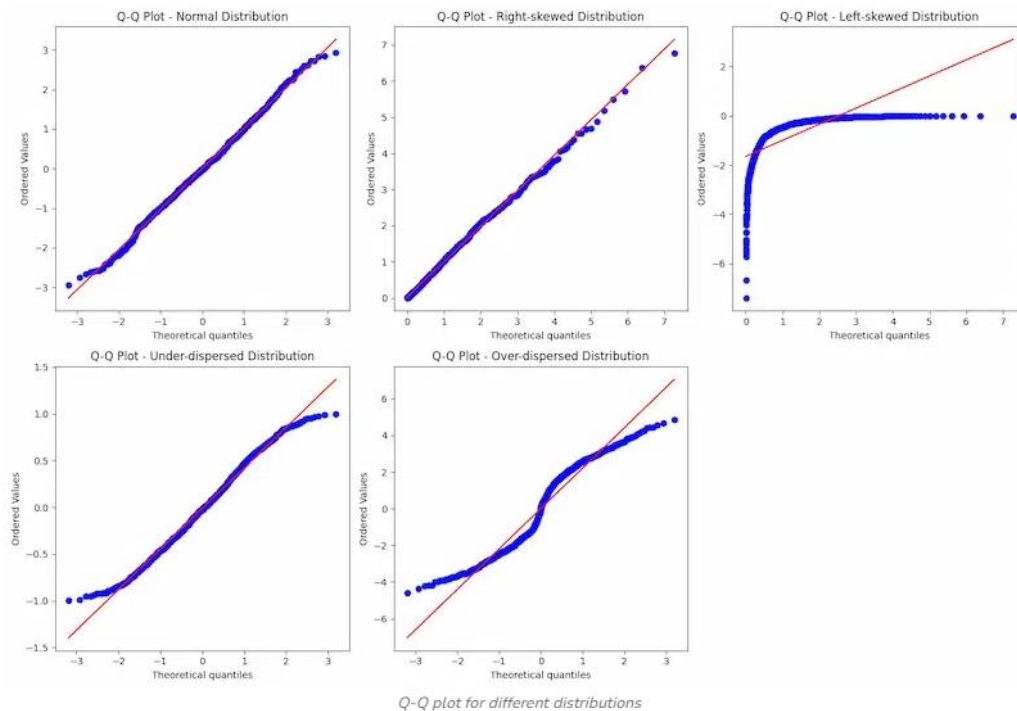 Q-Q Plot - Normal Distribution
Ordered Values
3
2
1
0
−1
−2
−3
−3 −2 −1 0 1 2 3
Theoretical quantiles
Q-Q Plot - Right-skewed Distribution
Ordered Values
7
6
5
4
3
2
1
0
0 1 2 3 4 5 6 7
Theoretical quantiles
Q-Q Plot - Left-skewed Distribution
Ordered Values
2
0
−2
−4
−6
0 1 2 3 4 5 6 7
Theoretical quantiles
Q-Q Plot - Under-dispersed Distribution
Ordered Values
1.5
1.0
0.5
0.0
−0.5
−1.0
−1.5
−3 −2 −1 0 1 2 3
Theoretical quantiles
Q-Q Plot - Over-dispersed Distribution
Ordered Values
6
4
2
0
−2
−4
−6
−3 −2 −1 0 1 2 3
Theoretical quantiles
Q-Q plot for different distributions